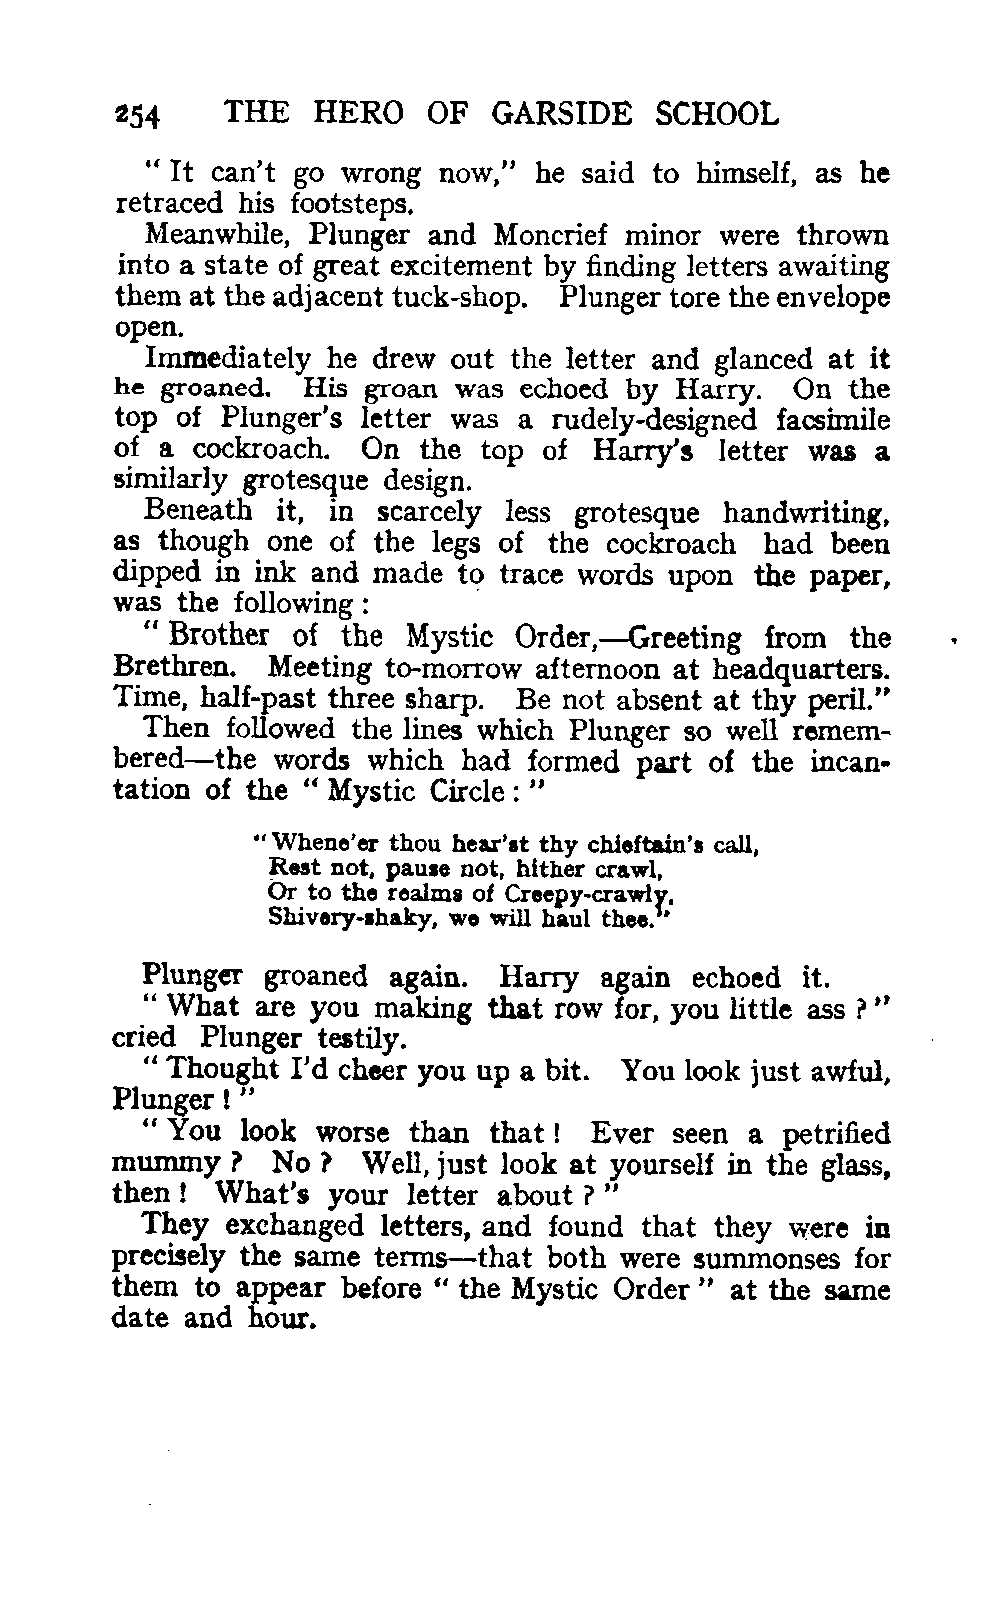 254 THE HERO OF GARSIDE SCHOOL
" It can't go wrong now," he said to himself, as he
retraced his footsteps.
Meanwhile, Plunger and Moncrief minor were thrown
into a state of great excitement by finding letters awaiting
them at the adjacent tuck-shop. Plunger tore the envelope
open.
Immediately he drew out the letter and glanced at it
he groaned. His groan was echoed by Harry. On the
top of Plunger's letter was a rudely-designed facsimile
of a cockroach. On the top of Harry's letter was a
similarly grotesque design.
Beneath it, in scarcely less grotesque handwriting,
as though one of the legs of the cockroach had been
dipped in ink and made to trace words upon the paper,
was the following :
" Brother of the Mystic Order,—Greeting from the
Brethren. Meeting to-morrow afternoon at headquarters.
Time, half-past three sharp. Be not absent at thy peril."
Then followed the lines which Plunger so well remem-
bered—the words which had formed part of the incan-
tation of the " Mystic Circle : "
" Whene'er thou hear'st thy chieftain's call,
Rest not, pause not, hither crawl,
Or to the realms of Creepy-crawly,
Shivery-shaky, we will haul thee."
Plunger groaned again. Harry again echoed it.
" What are you making that row for, you little ass ? "
cried Plunger testily.
" Thought I'd cheer you up a bit. You look just awful,
Plunger ! "
" You look worse than that ! Ever seen a petrified
mummy ? No ? Well, just look at yourself in the glass,
then ! What's your letter about ? "
They exchanged letters, and found that they were in
precisely the same terms—that both were summonses for
them to appear before " the Mystic Order " at the same
date and hour.